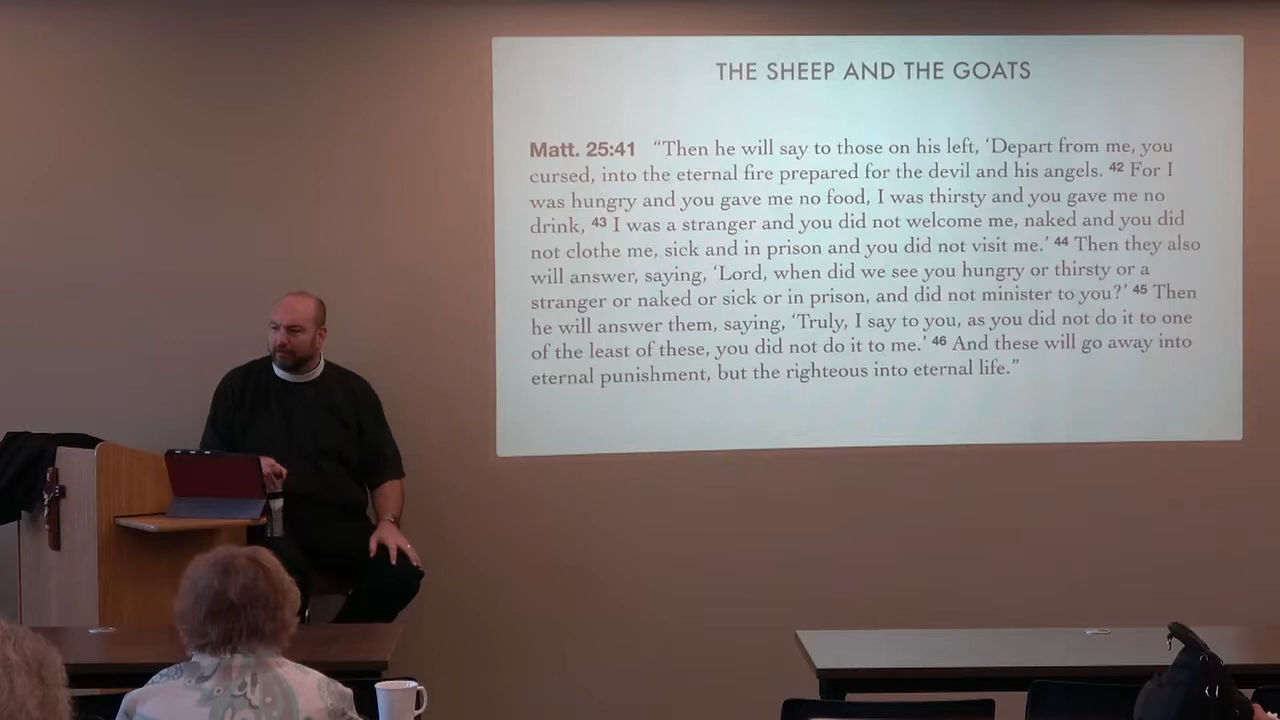 THE SHEEP AND THE GOATS
Matt. 25:41 “Then he will say to those on his left, ‘Depart from me, you
cursed, into the eternal fire prepared for the devil and his angels. 42 For I
was hungry and you gave me no food, I was thirsty and you gave me no
drink, 43 I was a stranger and you did not welcome me, naked and you did
not clothe me, sick and in prison and you did not visit me.’ 44 Then they also
will answer, saying, ‘Lord, when did we see you hungry or thirsty or a
stranger or naked or sick or in prison, and did not minister to you?’ 45 Then
he will answer them, saying, ‘Truly, I say to you, as you did not do it to one
of the least of these, you did not do it to me.’ 46 And these will go away into
eternal punishment, but the righteous into eternal life.”